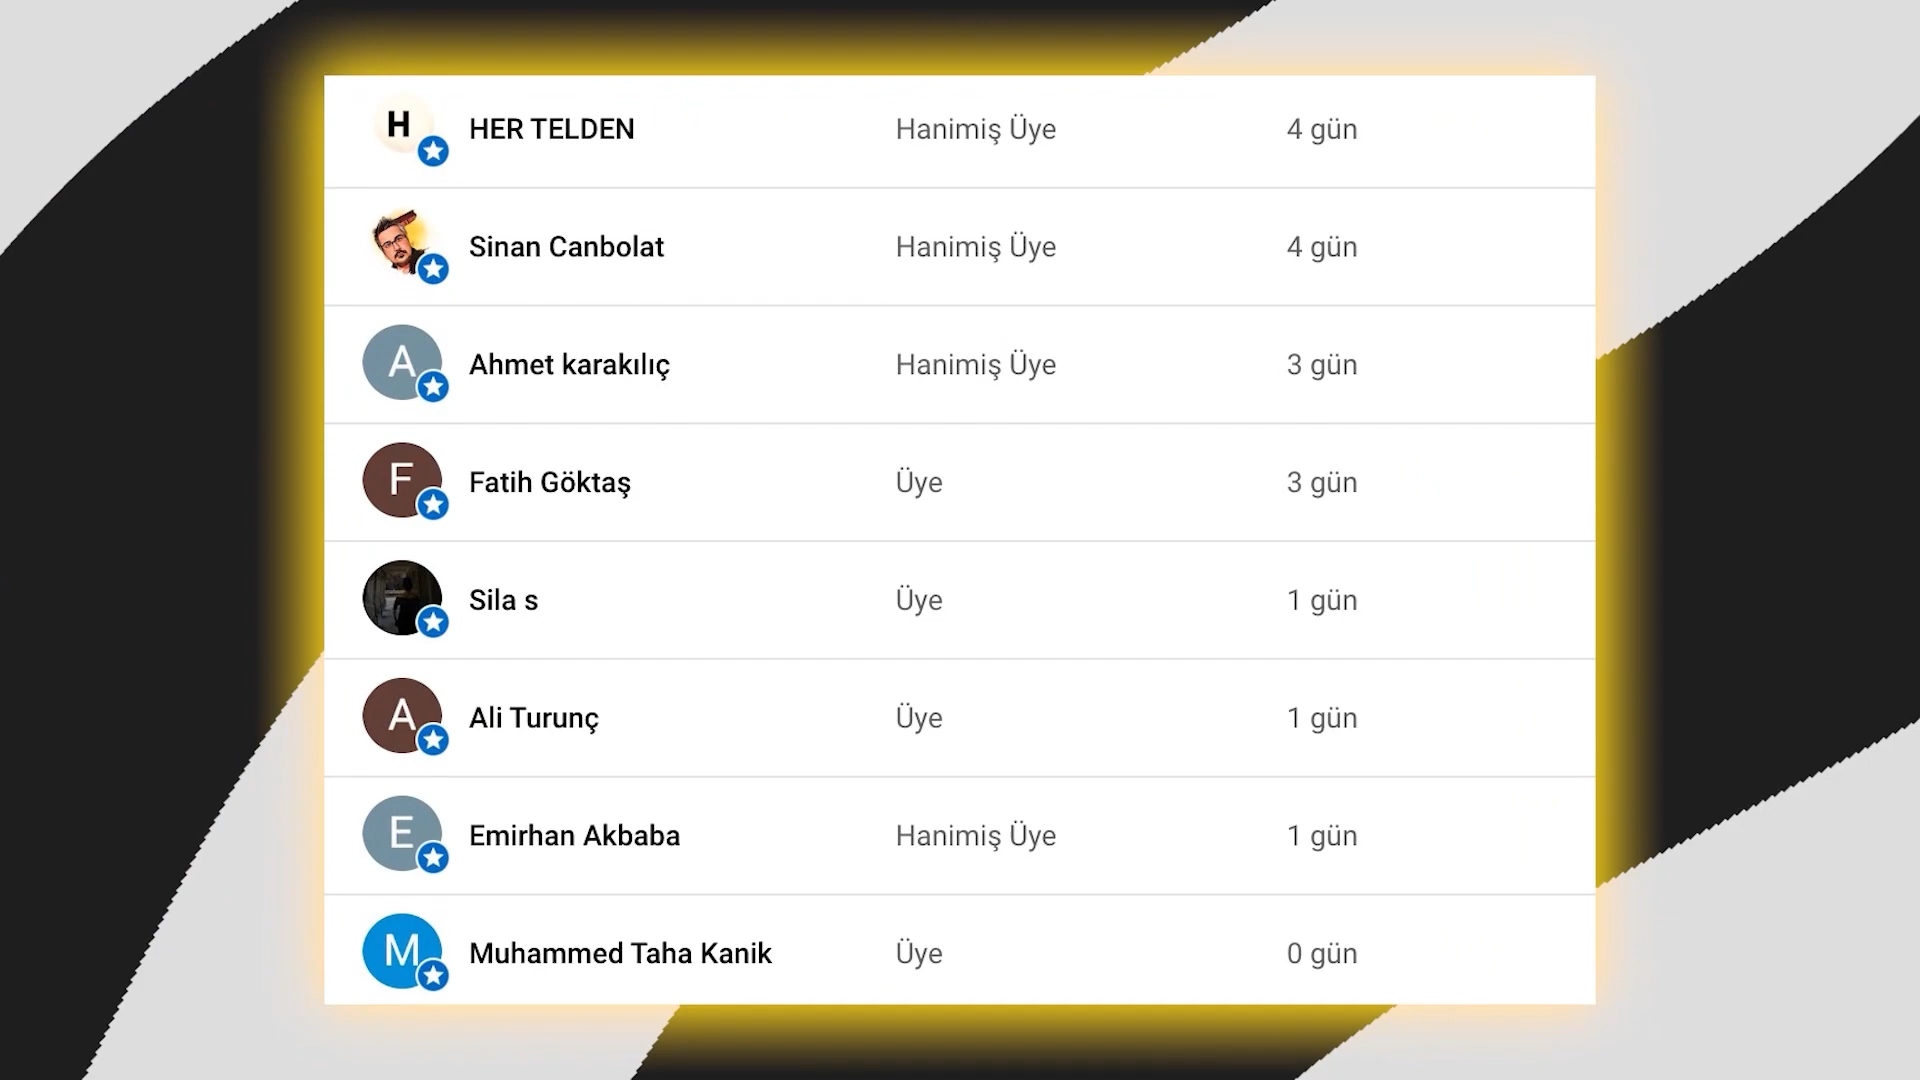 H HER TELDEN Hanimiş Üye 4 gün
Sinan Canbolat Hanimiş Üye 4 gün
A Ahmet karakılıç Hanimiş Üye 3 gün
F Fatih Göktaş Üye 3 gün
Sila s Üye 1 gün
A Ali Turunç Üye 1 gün
E Emirhan Akbaba Hanimiş Üye 1 gün
M Muhammed Taha Kanik Üye 0 gün